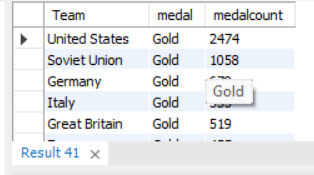 Team medal medalcount
United States Gold 2474
Soviet Union Gold 1058
Germany Gold
Gold
Italy Gold
Great Britain Gold 519
Result 41 ×